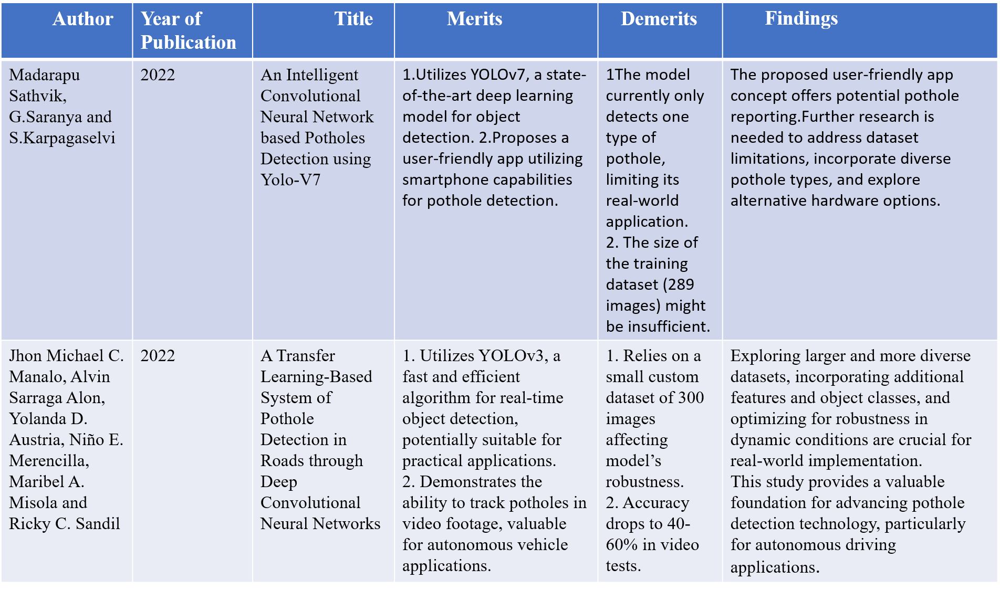 Author
Year of
Publication
Title
Merits
Demerits
Findings
Madarapu
Sathvik,
G.Saranya and
S.Karpagaselvi
2022
An Intelligent
Convolutional
Neural Network
based Potholes
Detection using
Yolo-V7
1.Utilizes YOLOv7, a state-
of-the-art deep learning
model for object
detection. 2.Proposes a
user-friendly app utilizing
smartphone capabilities
for pothole detection.
1The model
currently only
detects one
type of
pothole,
limiting its
real-world
application.
2. The size of
the training
dataset (289
images) might
be insufficient.
The proposed user-friendly app
concept offers potential pothole
reporting.Further research is
needed to address dataset
limitations, incorporate diverse
pothole types, and explore
alternative hardware options.
Jhon Michael C.
Manalo, Alvin
Sarraga Alon,
Yolanda D.
Austria, Niño E.
Merencilla,
Maribel A.
Misola and
Ricky C. Sandil
2022
A Transfer
Learning-Based
System of
Pothole
Detection in
Roads through
Deep
Convolutional
Neural Networks
1. Utilizes YOLOv3, a
fast and efficient
algorithm for real-time
object detection,
potentially suitable for
practical applications.
2. Demonstrates the
ability to track potholes in
video footage, valuable
for autonomous vehicle
applications.
1. Relies on a
small custom
dataset of 300
images
affecting
model’s
robustness.
2. Accuracy
drops to 40-
60% in video
tests.
Exploring larger and more diverse
datasets, incorporating additional
features and object classes, and
optimizing for robustness in
dynamic conditions are crucial for
real-world implementation.
This study provides a valuable
foundation for advancing pothole
detection technology, particularly
for autonomous driving
applications.